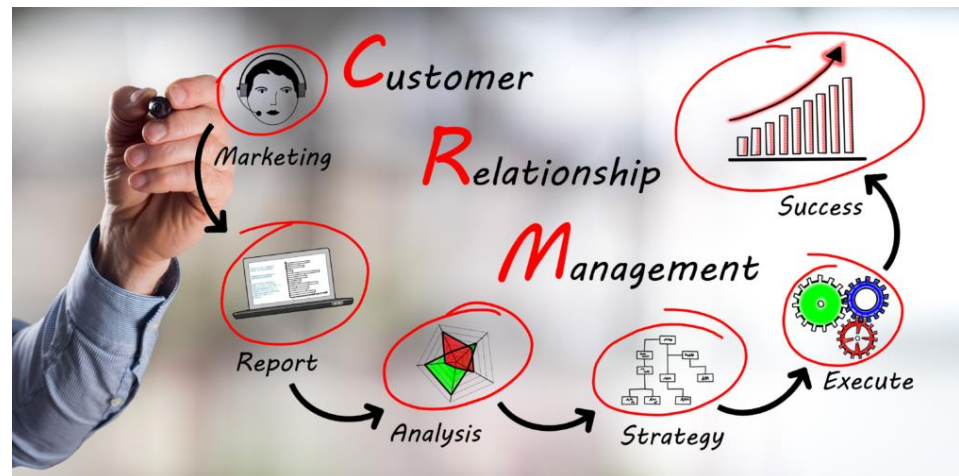 Customer
Relationship
Management
Marketing
Report
Analysis
Strategy
Execute
Success